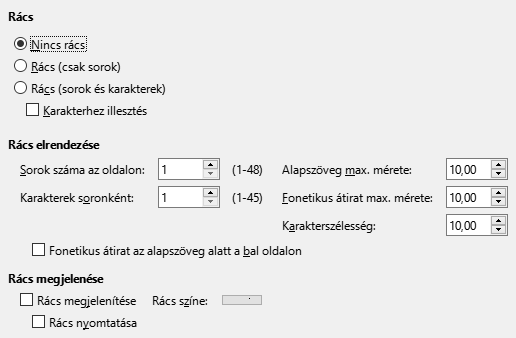 Rács
Nincs rács
Rács (csak sorok)
Rács (sorok és karakterek)
Karakterhez illesztés
Rács elrendezése
Sorok száma az oldalon: 1 (1-48) Alapszöveg max. mérete: 10,00
Karakterek soronként: 1 (1-45) Fonetikus átirat max. mérete: 10,00
Karakterszélesség: 10,00
Fonetikus átirat az alapszöveg alatt a bal oldalon
Rács megjelenése
Rács megjelenítése Rács színe:
Rács nyomtatása